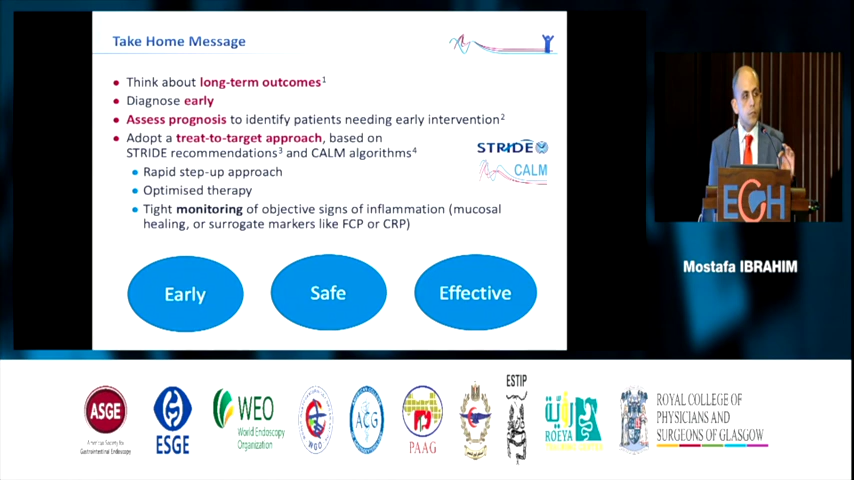 Take Home Message
● Think about long-term outcomes¹
● Diagnose early
● Assess prognosis to identify patients needing early intervention²
● Adopt a treat-to-target approach, based on
STRIDE recommendations³ and CALM algorithms⁴
● Rapid step-up approach
● Optimised therapy
● Tight monitoring of objective signs of inflammation (mucosal
healing, or surrogate markers like FCP or CRP)
STRIDE
CALM
Early
Safe
Effective
EGH
Mostafa IBRAHIM
ASGE
American Society for
Gastrointestinal Endoscopy
ESGE
WEO
World Endoscopy
Organization
WGO
ACG
PAAG
ESTIP
ROEYA
ROYAL COLLEGE OF
PHYSICIANS AND
SURGEONS OF GLASGOW